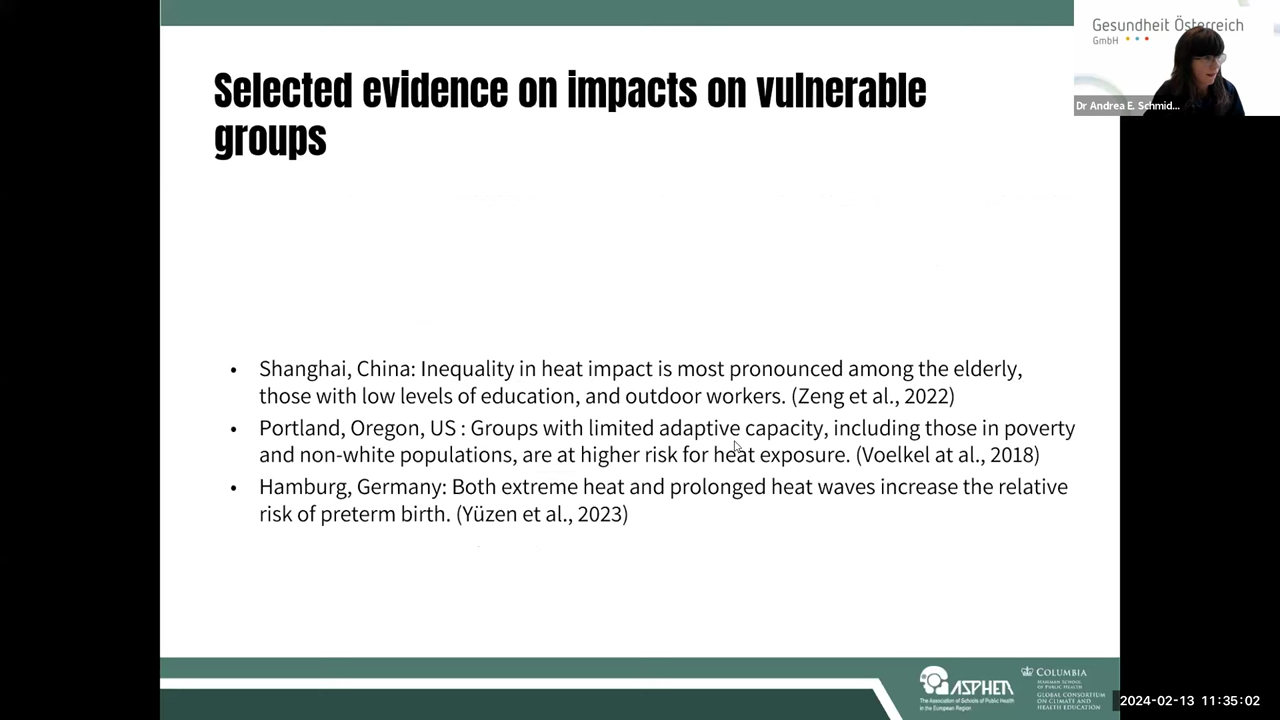 Gesundheit Österreich
GmbH
Dr Andrea E. Schmid...
Selected evidence on impacts on vulnerable
groups
• Shanghai, China: Inequality in heat impact is most pronounced among the elderly,
those with low levels of education, and outdoor workers. (Zeng et al., 2022)
• Portland, Oregon, US : Groups with limited adaptive capacity, including those in poverty
and non-white populations, are at higher risk for heat exposure. (Voelkel at al., 2018)
• Hamburg, Germany: Both extreme heat and prolonged heat waves increase the relative
risk of preterm birth. (Yüzen et al., 2023)
ASPHER
The Association of Schools of Public Health
in the European Region
COLUMBIA
MAILMAN SCHOOL
OF PUBLIC HEALTH
GLOBAL CONSORTIUM
ON CLIMATE AND
HEALTH EDUCATION
2024-02-13 11:35:02